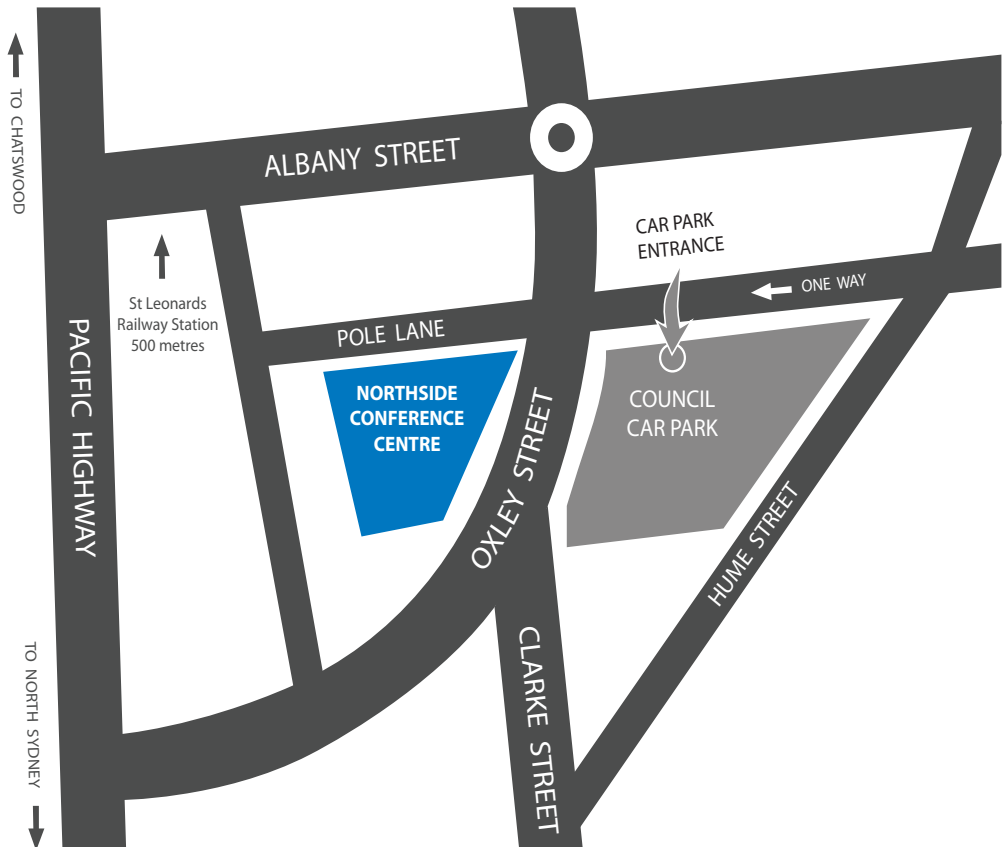 TO CHATSWOOD
ALBANY STREET
CAR PARK
ENTRANCE
St Leonards
Railway Station
500 metres
ONE WAY
POLE LANE
PACIFIC HIGHWAY
NORTHSIDE
CONFERENCE
CENTRE
COUNCIL
CAR PARK
OXLEY STREET
HUME STREET
CLARKE STREET
TO NORTH SYDNEY